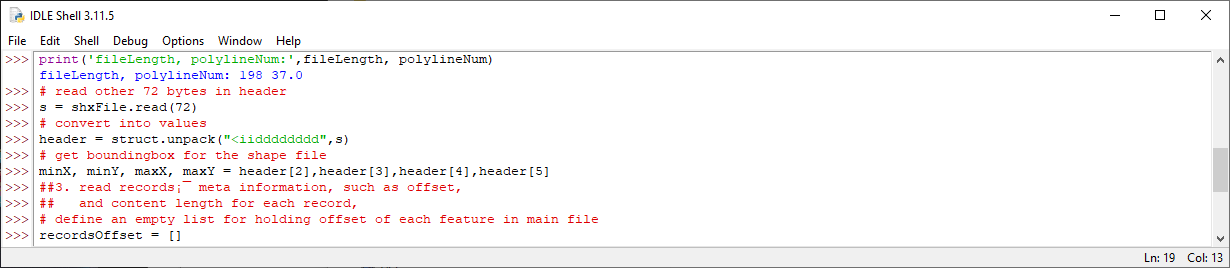 IDLE Shell 3.11.5
File Edit Shell Debug Options Window Help
>>> print('fileLength, polylineNum:',fileLength, polylineNum)
fileLength, polylineNum: 198 37.0
>>> # read other 72 bytes in header
>>> s = shxFile.read(72)
>>> # convert into values
>>> header = struct.unpack("<iidddddddd",s)
>>> # get boundingbox for the shape file
>>> minX, minY, maxX, maxY = header[2],header[3],header[4],header[5]
>>> ##3. read records¡¯ meta information, such as offset,
>>> ##   and content length for each record,
>>> # define an empty list for holding offset of each feature in main file
>>> recordsOffset = []
Ln: 19 Col: 13